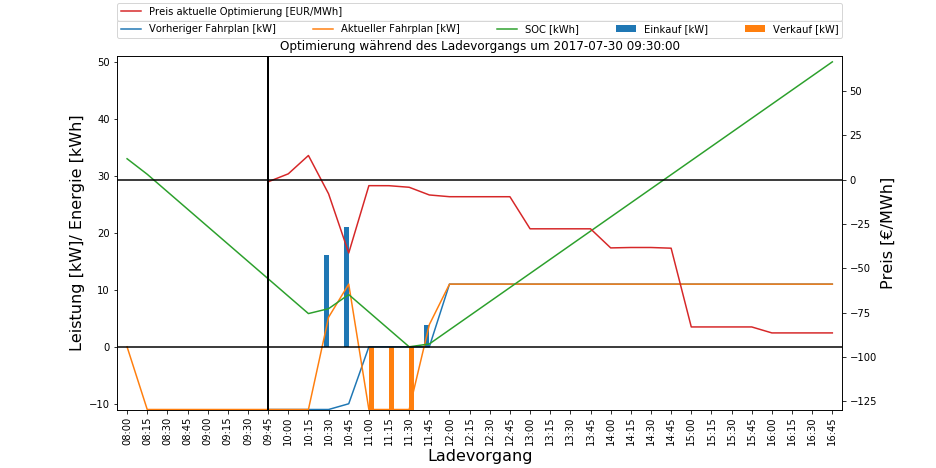 Preis aktuelle Optimierung [EUR/MWh]
Vorheriger Fahrplan [kW] Aktueller Fahrplan [kW] SOC [kWh] Einkauf [kW] Verkauf [kW]
Optimierung während des Ladevorgangs um 2017-07-30 09:30:00
Leistung [kW]/ Energie [kWh]
50
40
30
20
10
0
−10
50
25
0
−25
−50
−75
−100
−125
Preis [€/MWh]
08:00 08:15 08:30 08:45 09:00 09:15 09:30 09:45 10:00 10:15 10:30 10:45 11:00 11:15 11:30 11:45 12:00 12:15 12:30 12:45 13:00 13:15 13:30 13:45 14:00 14:15 14:30 14:45 15:00 15:15 15:30 15:45 16:00 16:15 16:30 16:45
Ladevorgang